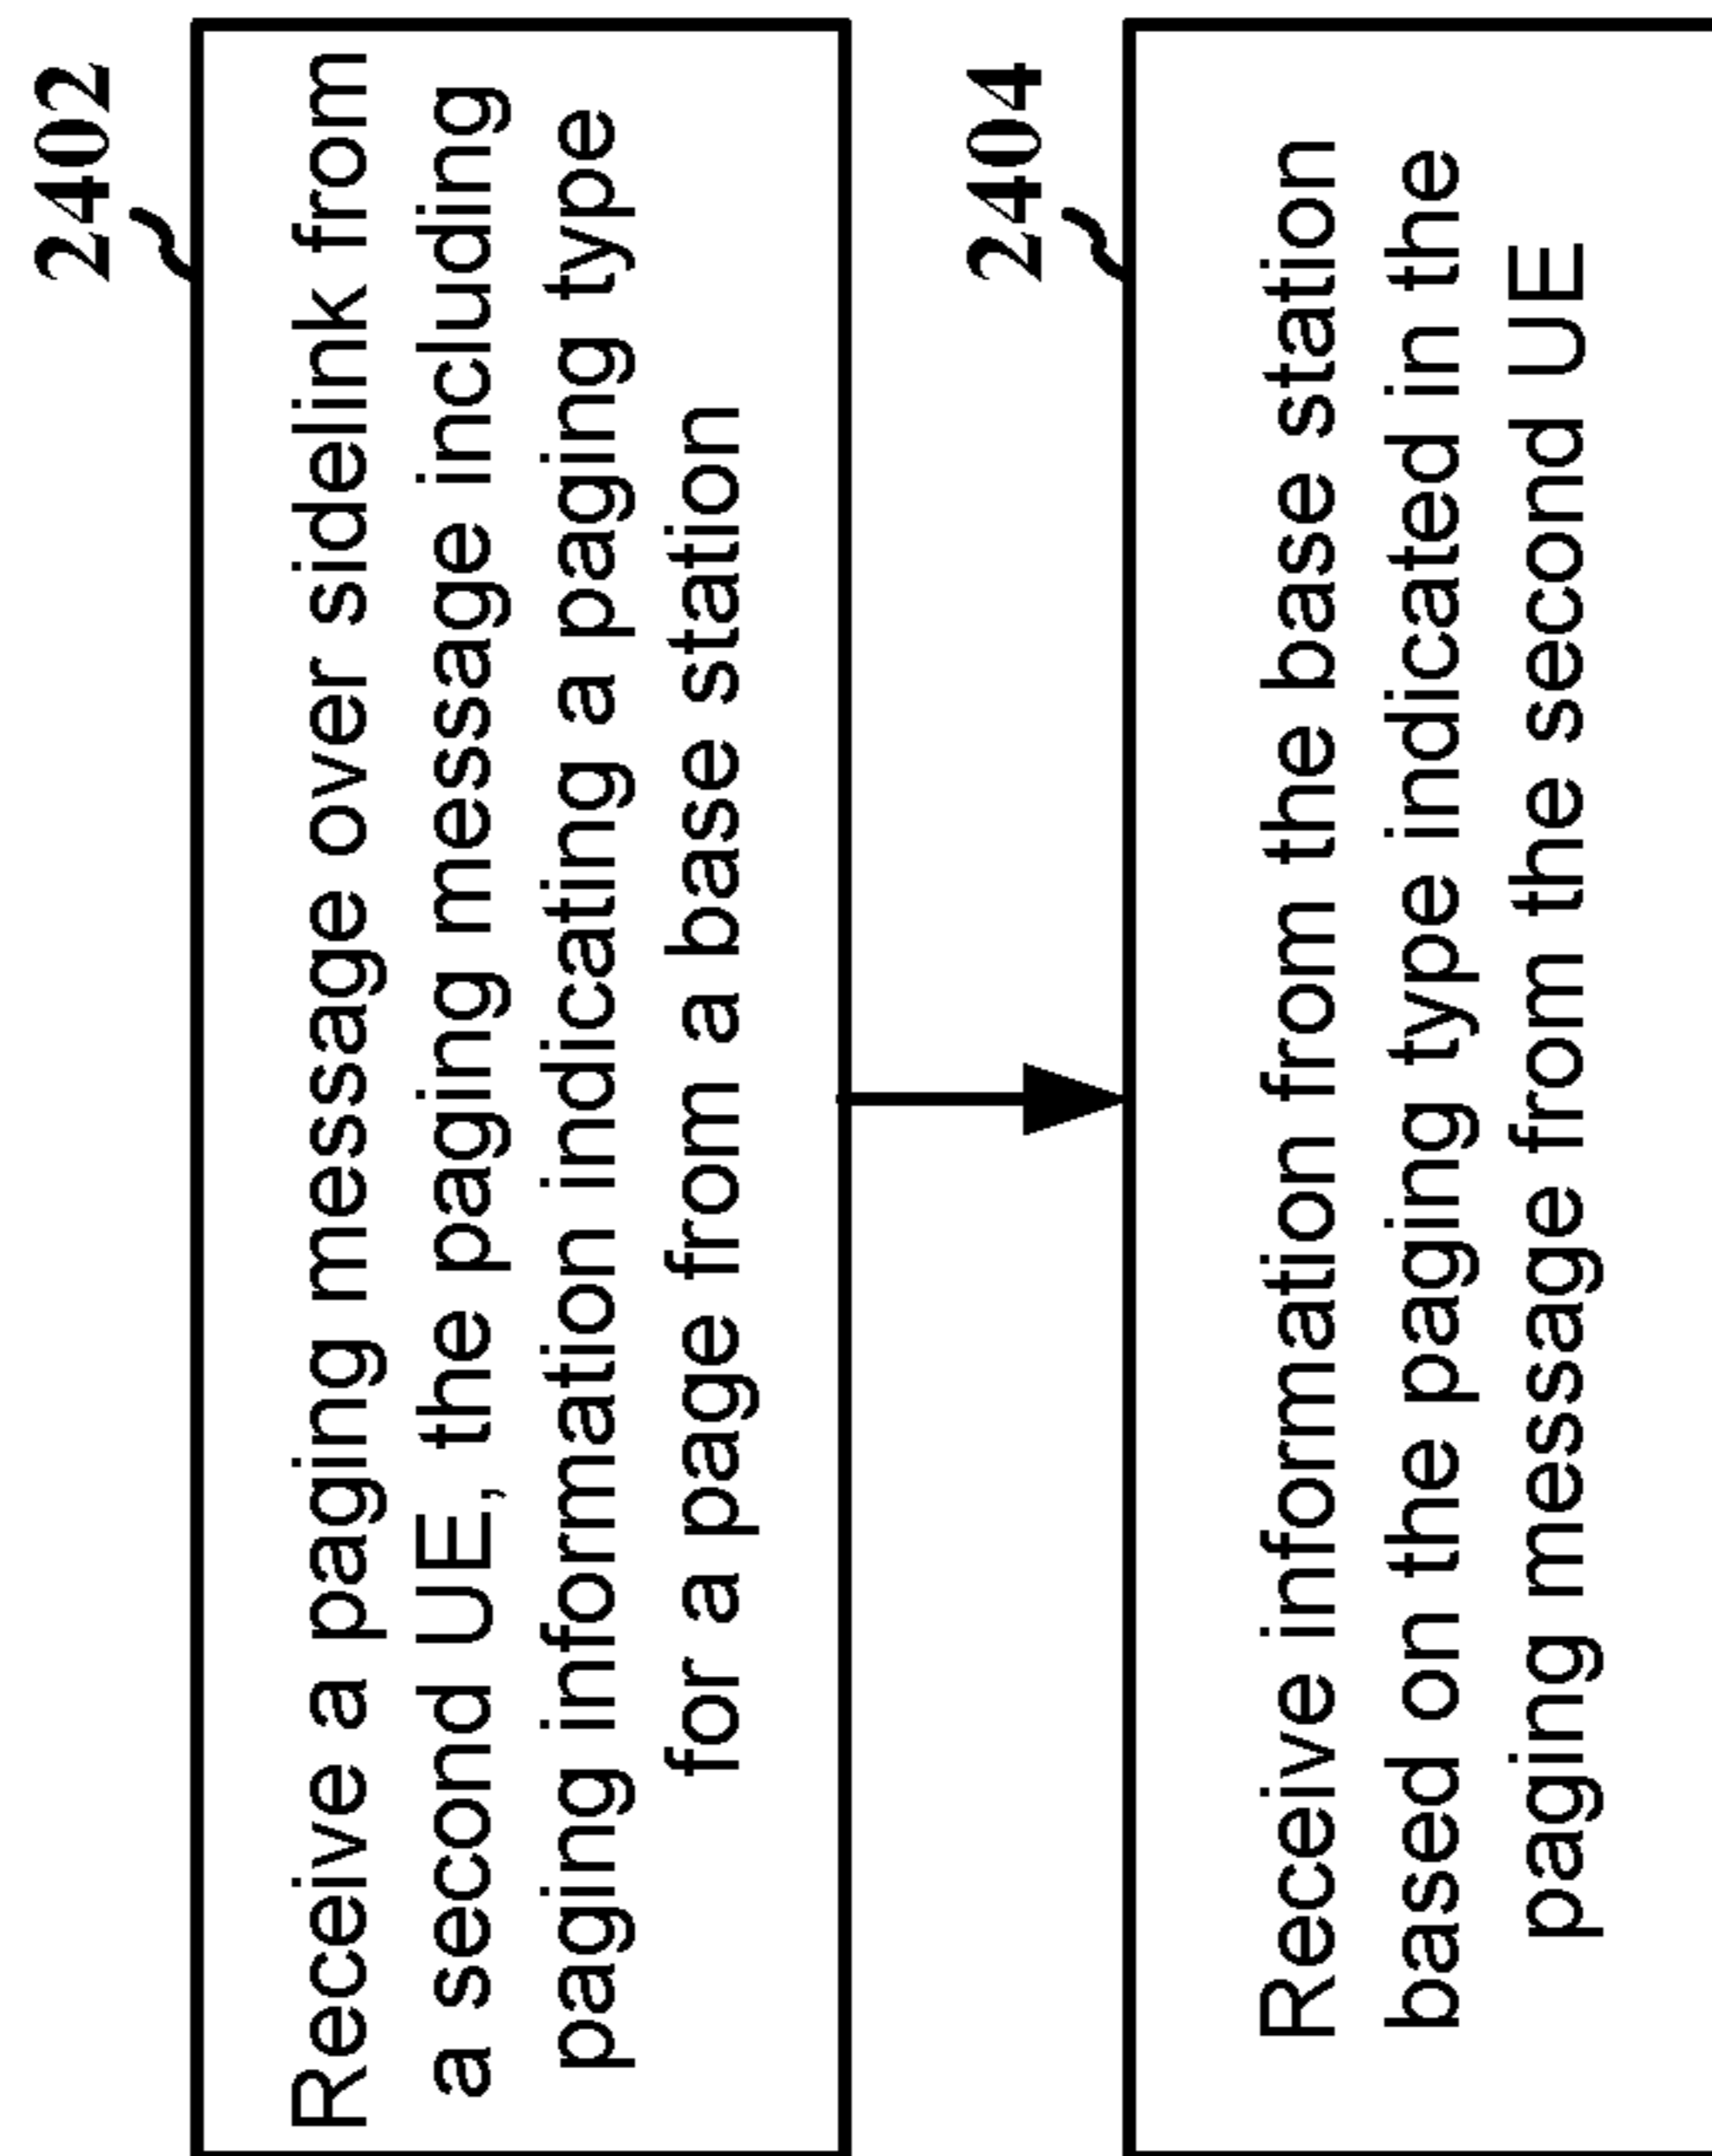 2402
Receive a paging message over sidelink from
a second UE, the paging message including
paging information indicating a paging type
for a page from a base station
2404
Receive information from the base station
based on the paging type indicated in the
paging message from the second UE